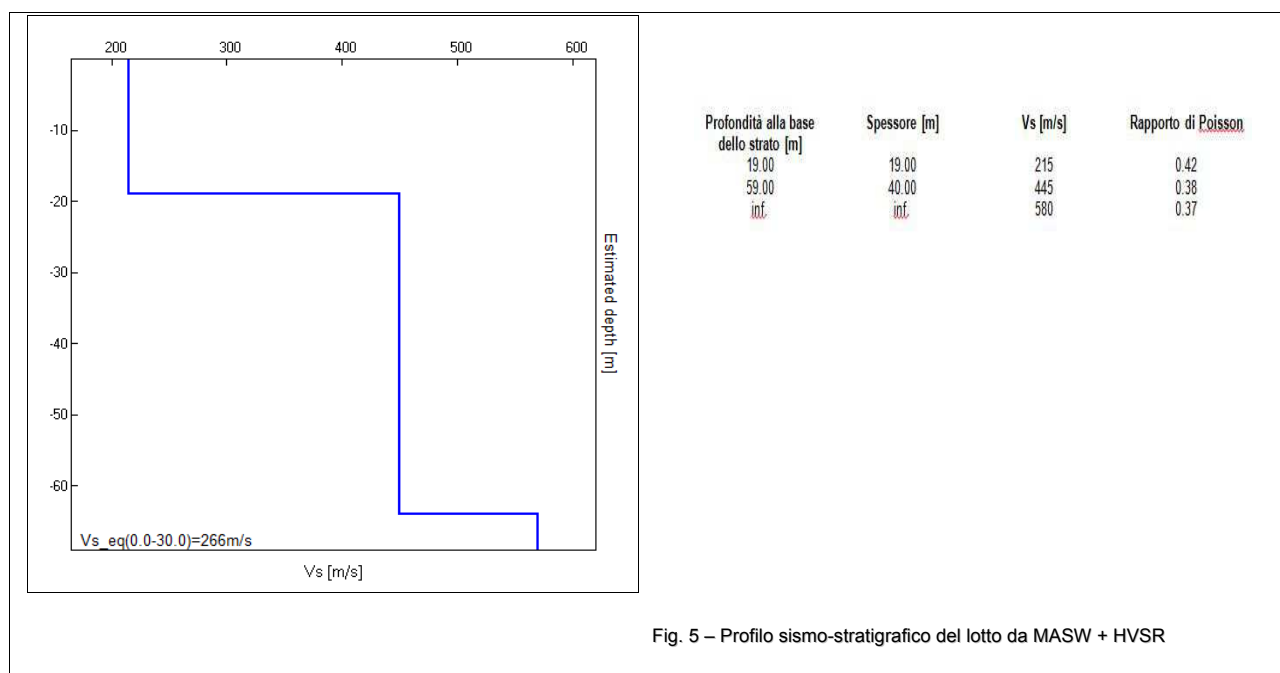 200 300 400 500 600
-10
-20
-30
-40
-50
-60
Estimated depth [m]
Vs_eq(0.0-30.0)=266m/s
Vs [m/s]
Profondità alla base dello strato [m] Spessore [m] Vs [m/s] Rapporto di Poisson
19.00 19.00 215 0.42
59.00 40.00 445 0.38
inf. inf. 580 0.37
Fig. 5 – Profilo sismo-stratigrafico del lotto da MASW + HVSR